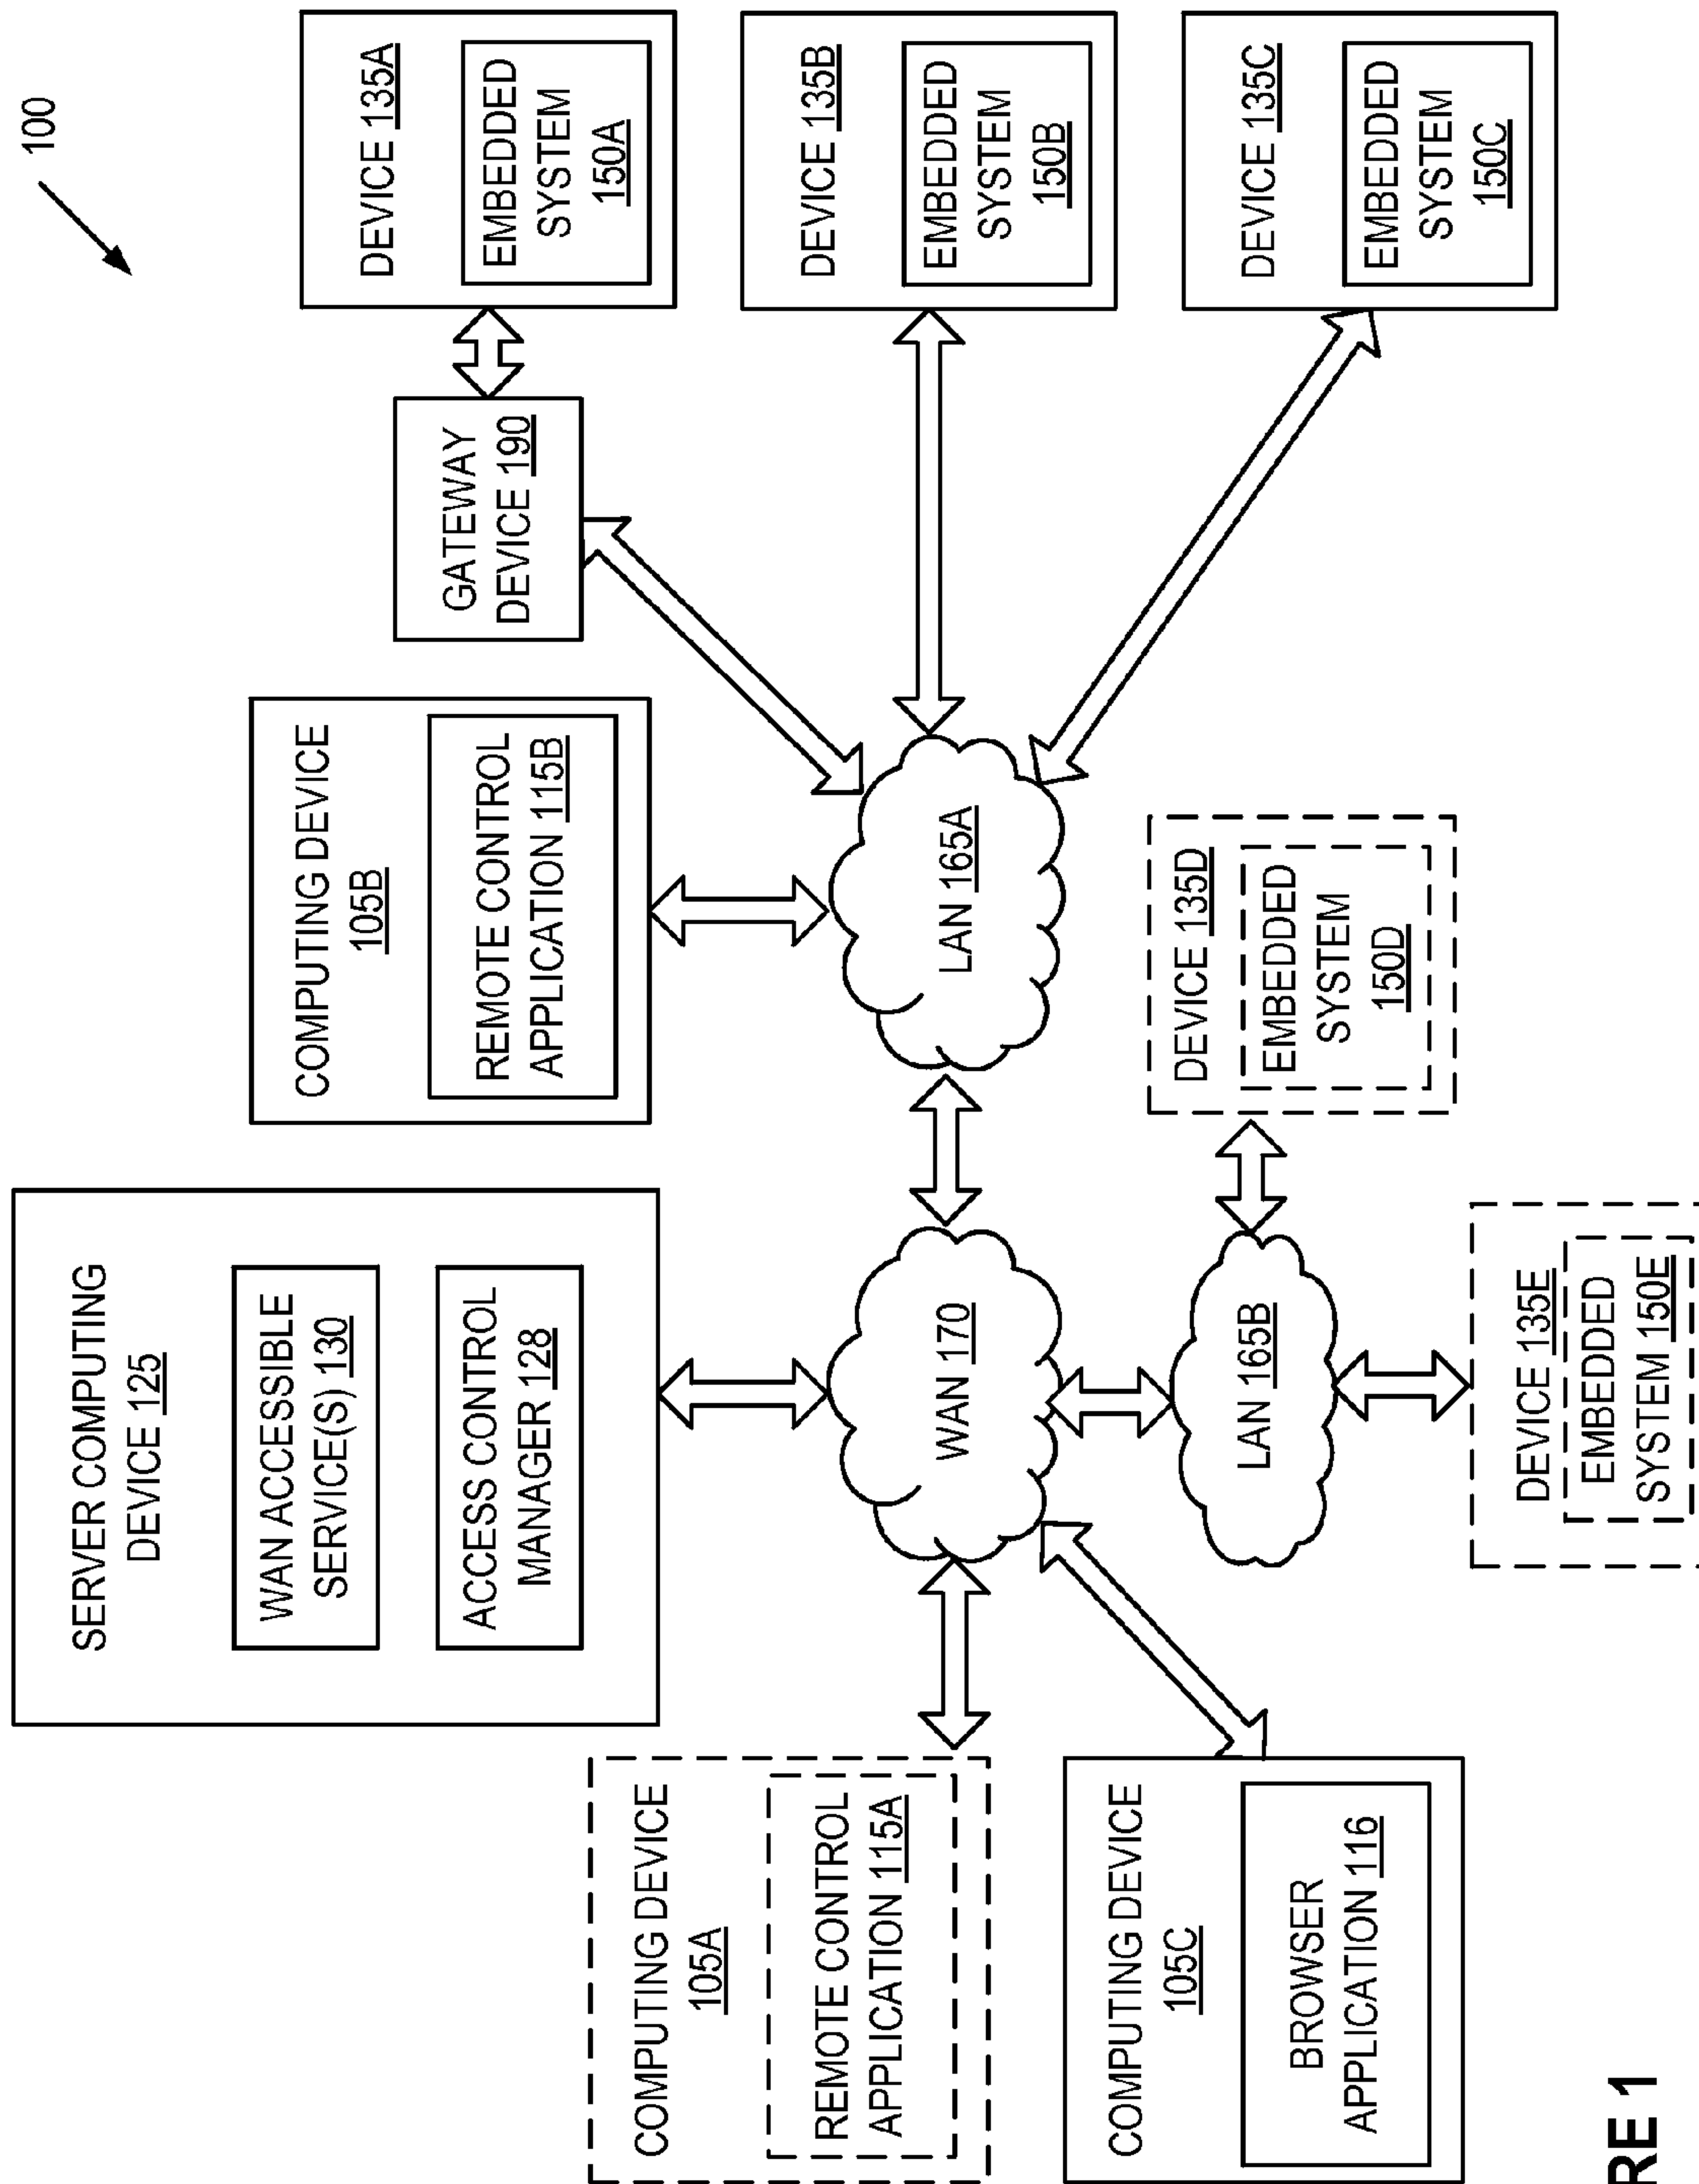 100
SERVER COMPUTING
DEVICE 125
WAN ACCESSIBLE
SERVICE(S) 130
ACCESS CONTROL
MANAGER 128
COMPUTING DEVICE
105B
REMOTE CONTROL
APPLICATION 115B
GATEWAY
DEVICE 190
DEVICE 135A
EMBEDDED
SYSTEM
150A
COMPUTING DEVICE
105A
REMOTE CONTROL
APPLICATION 115A
WAN 170
LAN 165A
DEVICE 135B
EMBEDDED
SYSTEM
150B
COMPUTING DEVICE
105C
BROWSER
APPLICATION 116
LAN 165B
DEVICE 135D
EMBEDDED
SYSTEM
150D
DEVICE 135C
EMBEDDED
SYSTEM
150C
DEVICE 135E
EMBEDDED
SYSTEM 150E
RE 1